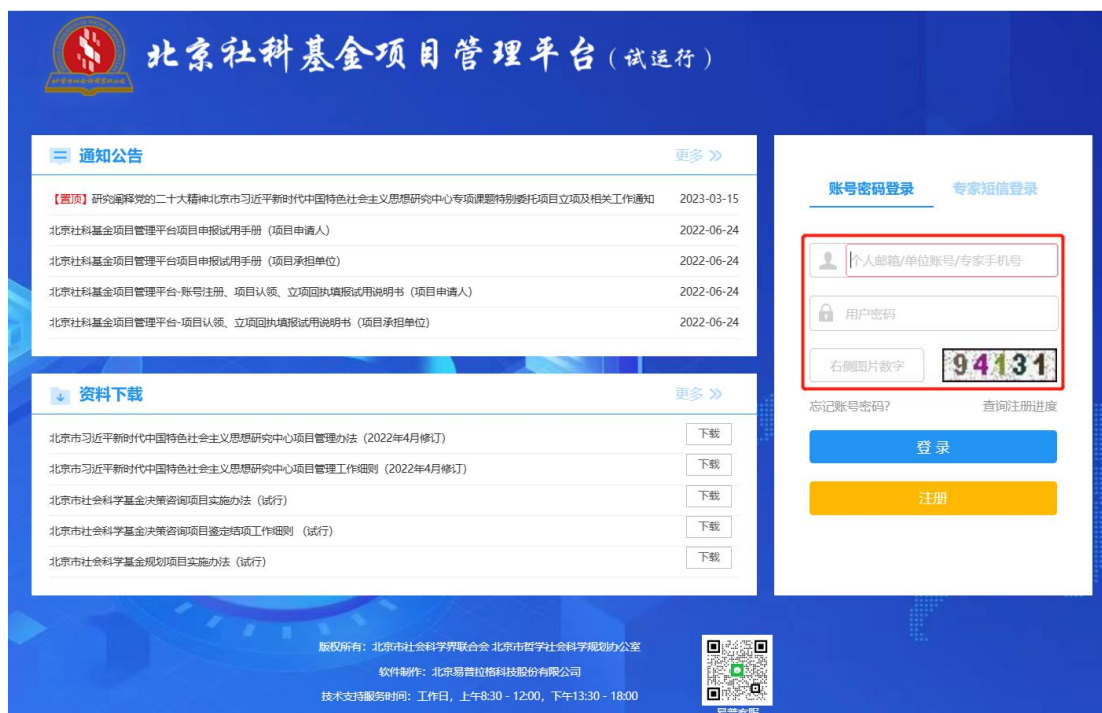 北京社科基金项目管理平台(试运行)
通知公告
更多
【置顶】研究阐释党的二十大精神北京市习近平新时代中国特色社会主义思想研究中心专项课题特别委托项目立项及相关工作通知 2023-03-15
北京社科基金项目管理平台项目申报试用手册(项目申请人) 2022-06-24
北京社科基金项目管理平台项目申报试用手册(项目承担单位) 2022-06-24
北京社科基金项目管理平台-账号注册、项目认领、立项回执填报试用说明书(项目申请人) 2022-06-24
北京社科基金项目管理平台-项目认领、立项回执填报试用说明书(项目承担单位) 2022-06-24
资料下载
更多
北京市习近平新时代中国特色社会主义思想研究中心项目管理办法(2022年4月修订) 下载
北京市习近平新时代中国特色社会主义思想研究中心项目管理工作细则(2022年4月修订) 下载
北京市社会科学基金决策咨询项目实施办法(试行) 下载
北京市社会科学基金决策咨询项目鉴定结项工作细则 (试行) 下载
北京市社会科学基金规划项目实施办法(试行) 下载
账号密码登录 专家短信登录
个人邮箱/单位账号/专家手机号
用户密码
右侧图片数字 94131
忘记账号密码? 查询注册进度
登 录
注册
版权所有:北京市社会科学界联合会 北京市哲学社会科学规划办公室
软件制作:北京易普拉格科技股份有限公司
技术支持服务时间:工作日,上午8:30 - 12:00,下午13:30 - 18:00
易普客服